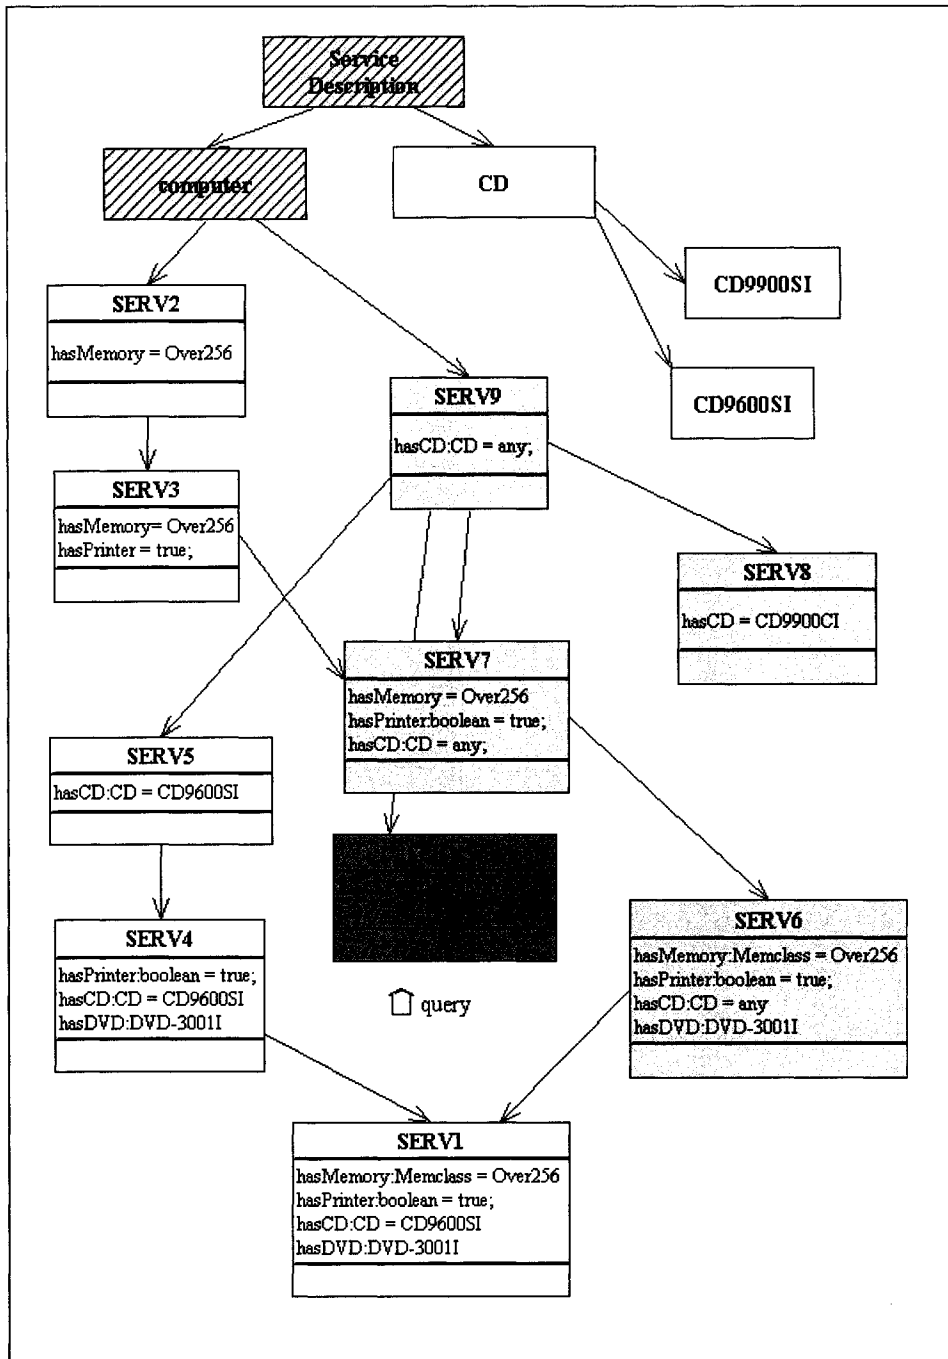 Service
Description
computer
CD
CD9900SI
SERV2
hasMemory = Over256
CD9600SI
SERV9
hasCD:CD = any;
SERV3
hasMemory= Over256
hasPrinter = true;
SERV8
hasCD = CD9900CI
SERV7
hasMemory = Over256
hasPrinter:boolean = true;
hasCD:CD = any;
SERV5
hasCD:CD = CD9600SI
SERV4
hasPrinter:boolean = true;
hasCD:CD = CD9600SI
hasDVD:DVD-3001I
SERV6
hasMemory:Memclass = Over256
hasPrinter:boolean = true;
hasCD:CD = any
hasDVD:DVD-3001I
query
SERV1
hasMemory:Memclass = Over256
hasPrinter:boolean = true;
hasCD:CD = CD9600SI
hasDVD:DVD-3001I